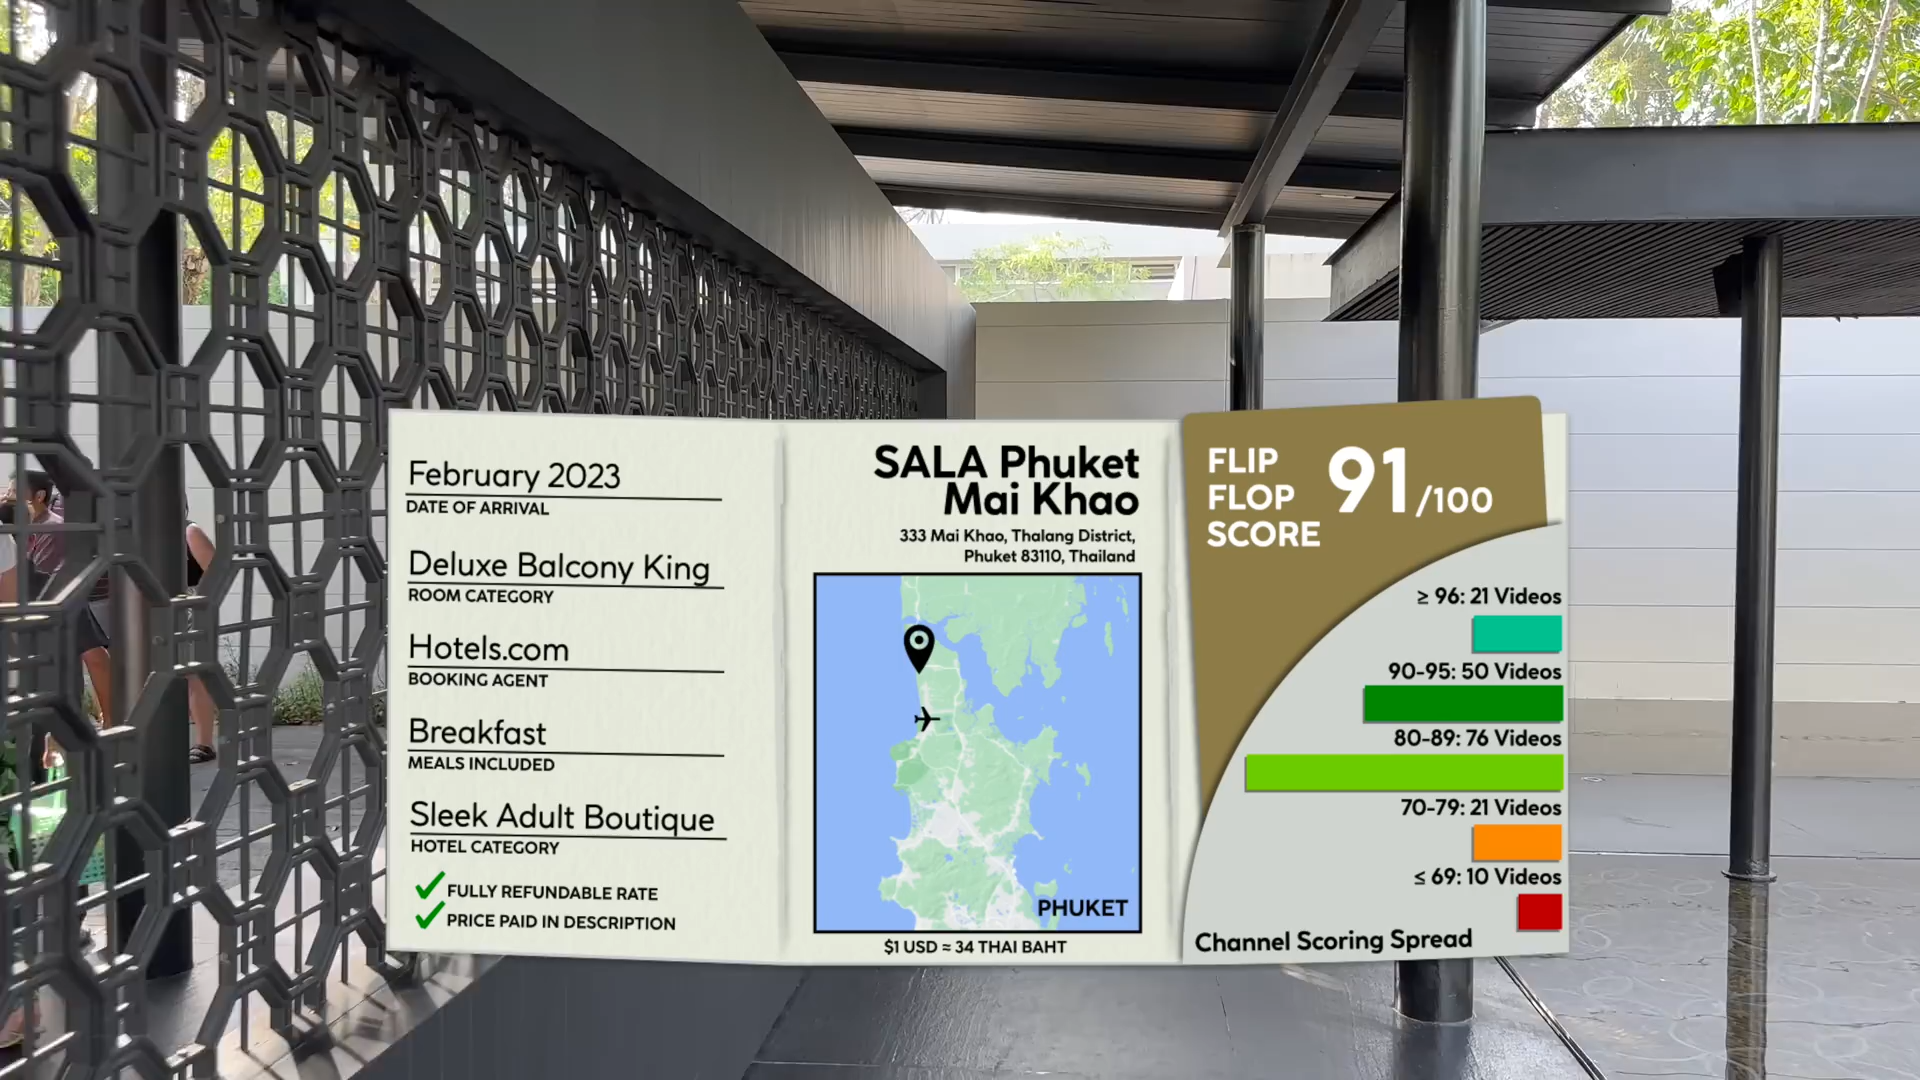 February 2023
DATE OF ARRIVAL
Deluxe Balcony King
ROOM CATEGORY
Hotels.com
BOOKING AGENT
Breakfast
MEALS INCLUDED
Sleek Adult Boutique
HOTEL CATEGORY
FULLY REFUNDABLE RATE
PRICE PAID IN DESCRIPTION
SALA Phuket
Mai Khao
333 Mai Khao, Thalang District,
Phuket 83110, Thailand
PHUKET
$1 USD ≈ 34 THAI BAHT
FLIP
FLOP
SCORE
91/100
≥ 96: 21 Videos
90-95: 50 Videos
80-89: 76 Videos
70-79: 21 Videos
≤ 69: 10 Videos
Channel Scoring Spread